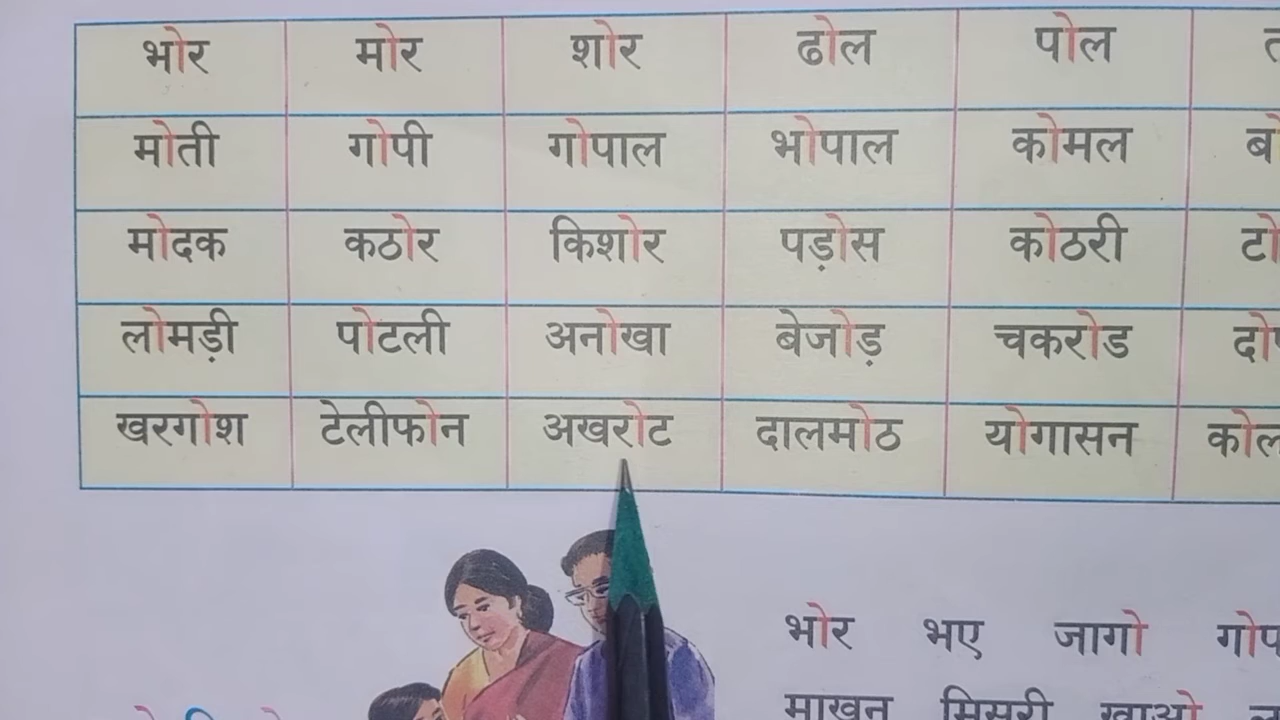 भोर मोर शोर ढोल पोल
मोती गोपी गोपाल भोपाल कोमल
मोदक कठोर किशोर पड़ोस कोठरी
लोमड़ी पोटली अनोखा बेजोड़ चकरोड
खरगोश टेलीफोन अखरोट दालमोठ योगासन
भोर भए जागो
माखन मिसरी खाओ